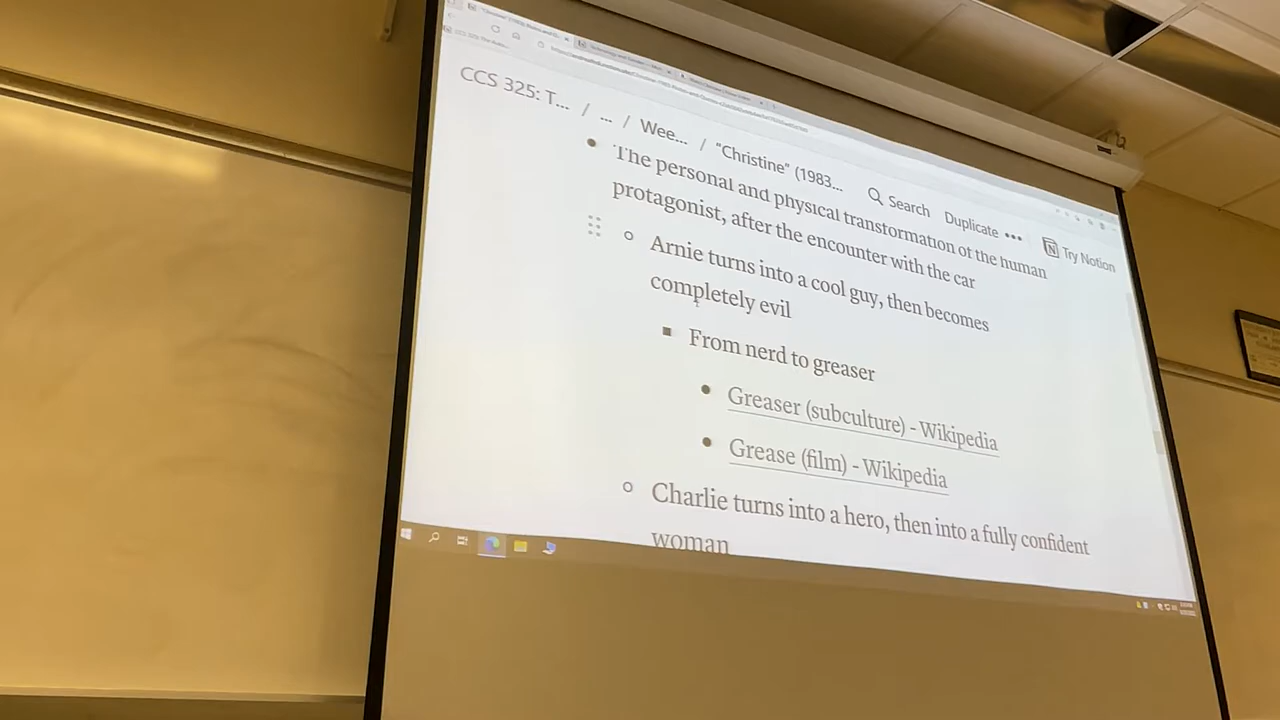 CCS 325: T... / ... / Wee... / "Christine" (1983... Search Duplicate ••• Try Notion
The personal and physical transformation of the human
protagonist, after the encounter with the car
Arnie turns into a cool guy, then becomes
completely evil
From nerd to greaser
Greaser (subculture) - Wikipedia
Grease (film) - Wikipedia
Charlie turns into a hero, then into a fully confident
woman